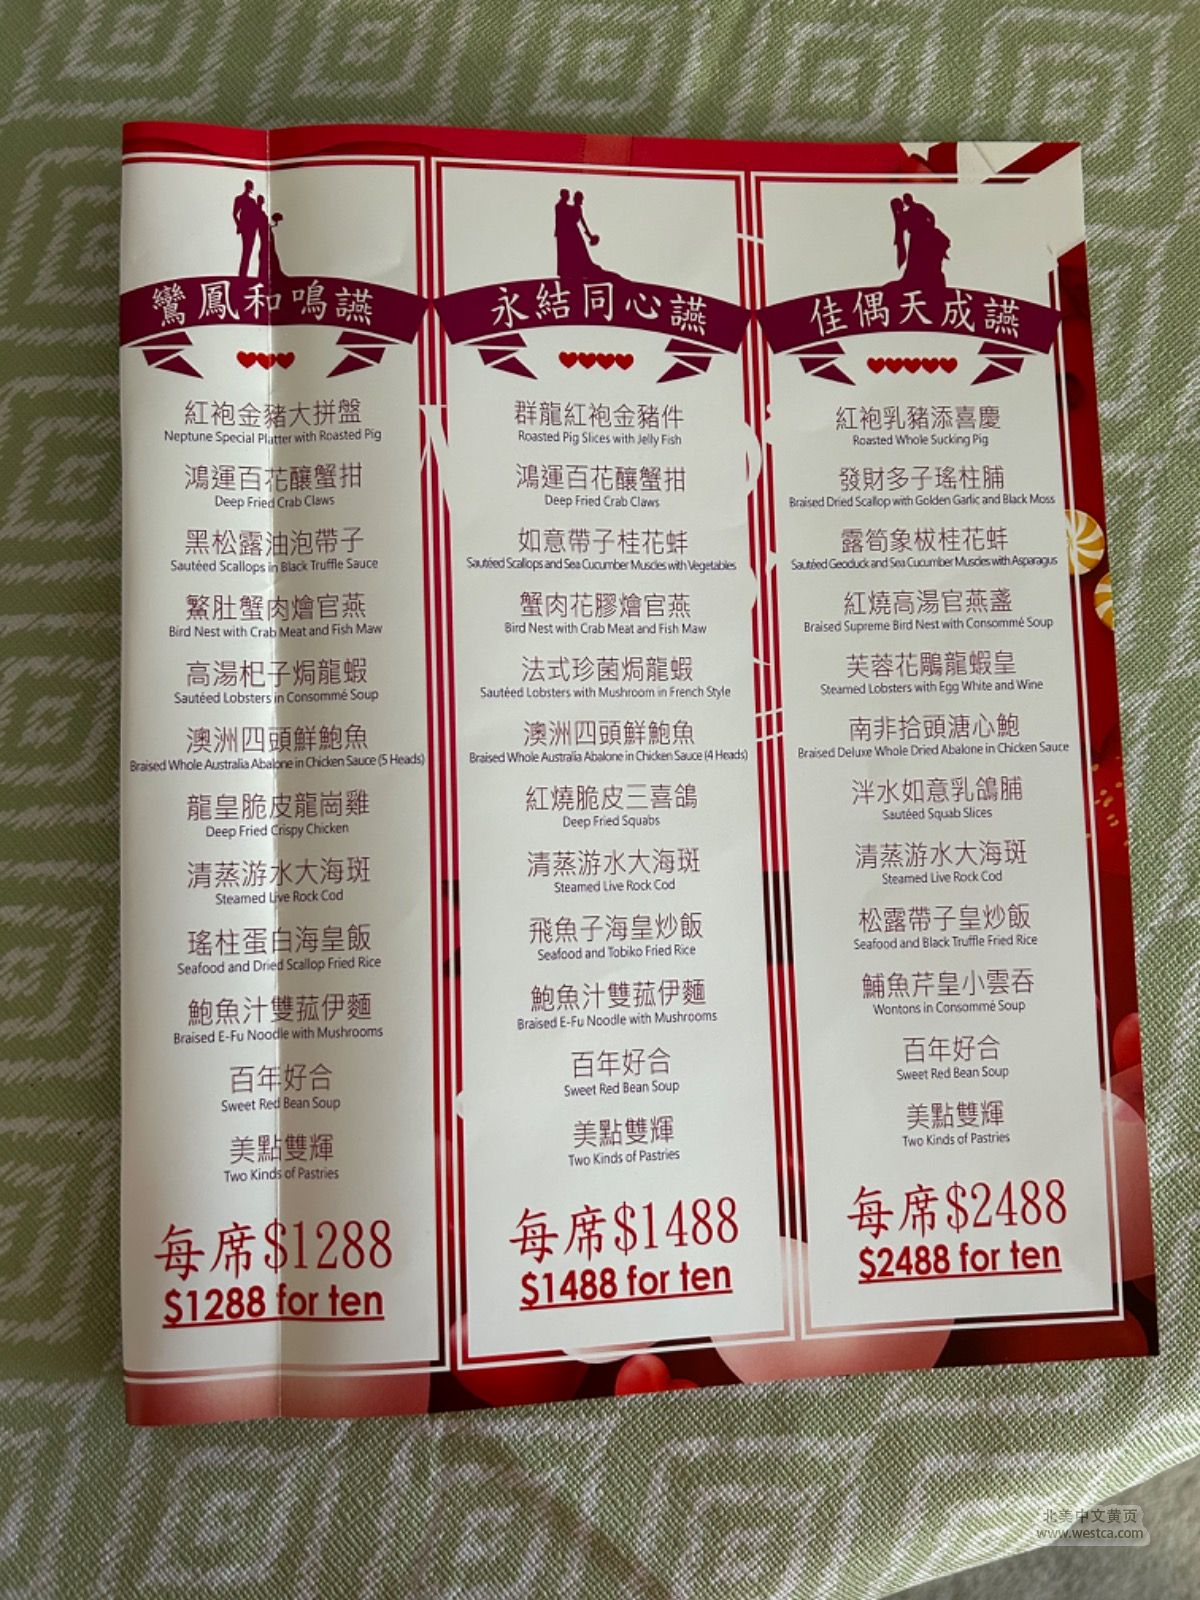 鸞鳳和鳴讌
紅袍金豬大拼盤
Neptune Special Platter with Roasted Pig
鴻運百花釀蟹拑
Deep Fried Crab Claws
黑松露油泡帶子
Sautéed Scallops in Black Truffle Sauce
鰵肚蟹肉燴官燕
Bird Nest with Crab Meat and Fish Maw
高湯杞子焗龍蝦
Sautéed Lobsters in Consommé Soup
澳洲四頭鮮鮑魚
Braised Whole Australia Abalone in Chicken Sauce (5 Heads)
龍皇脆皮龍崗雞
Deep Fried Crispy Chicken
清蒸游水大海斑
Steamed Live Rock Cod
瑤柱蛋白海皇飯
Seafood and Dried Scallop Fried Rice
鮑魚汁雙菰伊麵
Braised E-Fu Noodle with Mushrooms
百年好合
Sweet Red Bean Soup
美點雙輝
Two Kinds of Pastries
每席$1288
$1288 for ten
永結同心讌
群龍紅袍金豬件
Roasted Pig Slices with Jelly Fish
鴻運百花釀蟹拑
Deep Fried Crab Claws
如意帶子桂花蚌
Sautéed Scallops and Sea Cucumber Muscles with Vegetables
蟹肉花膠燴官燕
Bird Nest with Crab Meat and Fish Maw
法式珍菌焗龍蝦
Sautéed Lobsters with Mushroom in French Style
澳洲四頭鮮鮑魚
Braised Whole Australia Abalone in Chicken Sauce (4 Heads)
紅燒脆皮三喜鴿
Deep Fried Squabs
清蒸游水大海斑
Steamed Live Rock Cod
飛魚子海皇炒飯
Seafood and Tobiko Fried Rice
鮑魚汁雙菰伊麵
Braised E-Fu Noodle with Mushrooms
百年好合
Sweet Red Bean Soup
美點雙輝
Two Kinds of Pastries
每席$1488
$1488 for ten
佳偶天成讌
紅袍乳豬添喜慶
Roasted Whole Sucking Pig
發財多子瑤柱脯
Braised Dried Scallop with Golden Garlic and Black Moss
露筍象柭桂花蚌
Sautéed Geoduck and Sea Cucumber Muscles with Asparagus
紅燒高湯官燕盞
Braised Supreme Bird Nest with Consommé Soup
芙蓉花鵰龍蝦皇
Steamed Lobsters with Egg White and Wine
南非拾頭溏心鮑
Braised Deluxe Whole Dried Abalone in Chicken Sauce
泮水如意乳鴿脯
Sautéed Squab Slices
清蒸游水大海斑
Steamed Live Rock Cod
松露帶子皇炒飯
Seafood and Black Truffle Fried Rice
鯆魚芹皇小雲吞
Wontons in Consommé Soup
百年好合
Sweet Red Bean Soup
美點雙輝
Two Kinds of Pastries
每席$2488
$2488 for ten
北美中文黄页
www.westca.com